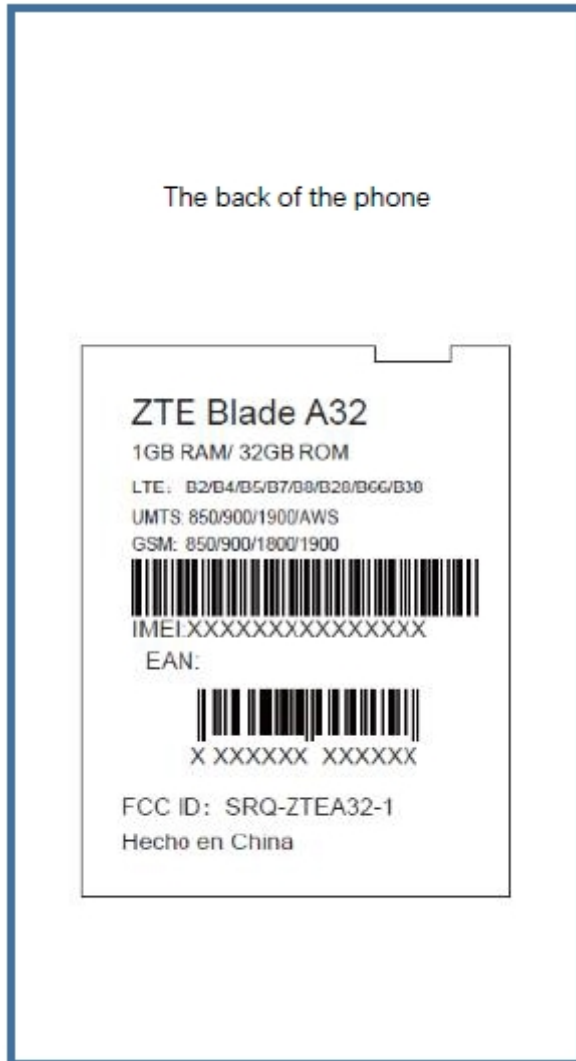 The back of the phone
ZTE Blade A32
1GB RAM/ 32GB ROM
LTE: B2/B4/B5/B7/B8/B28/B66/B38
UMTS: 850/900/1900/AWS
GSM: 850/900/1800/1900
IMEI:XXXXXXXXXXXXXXX
EAN:
X XXXXXX XXXXXX
FCC ID: SRQ-ZTEA32-1
Hecho en China